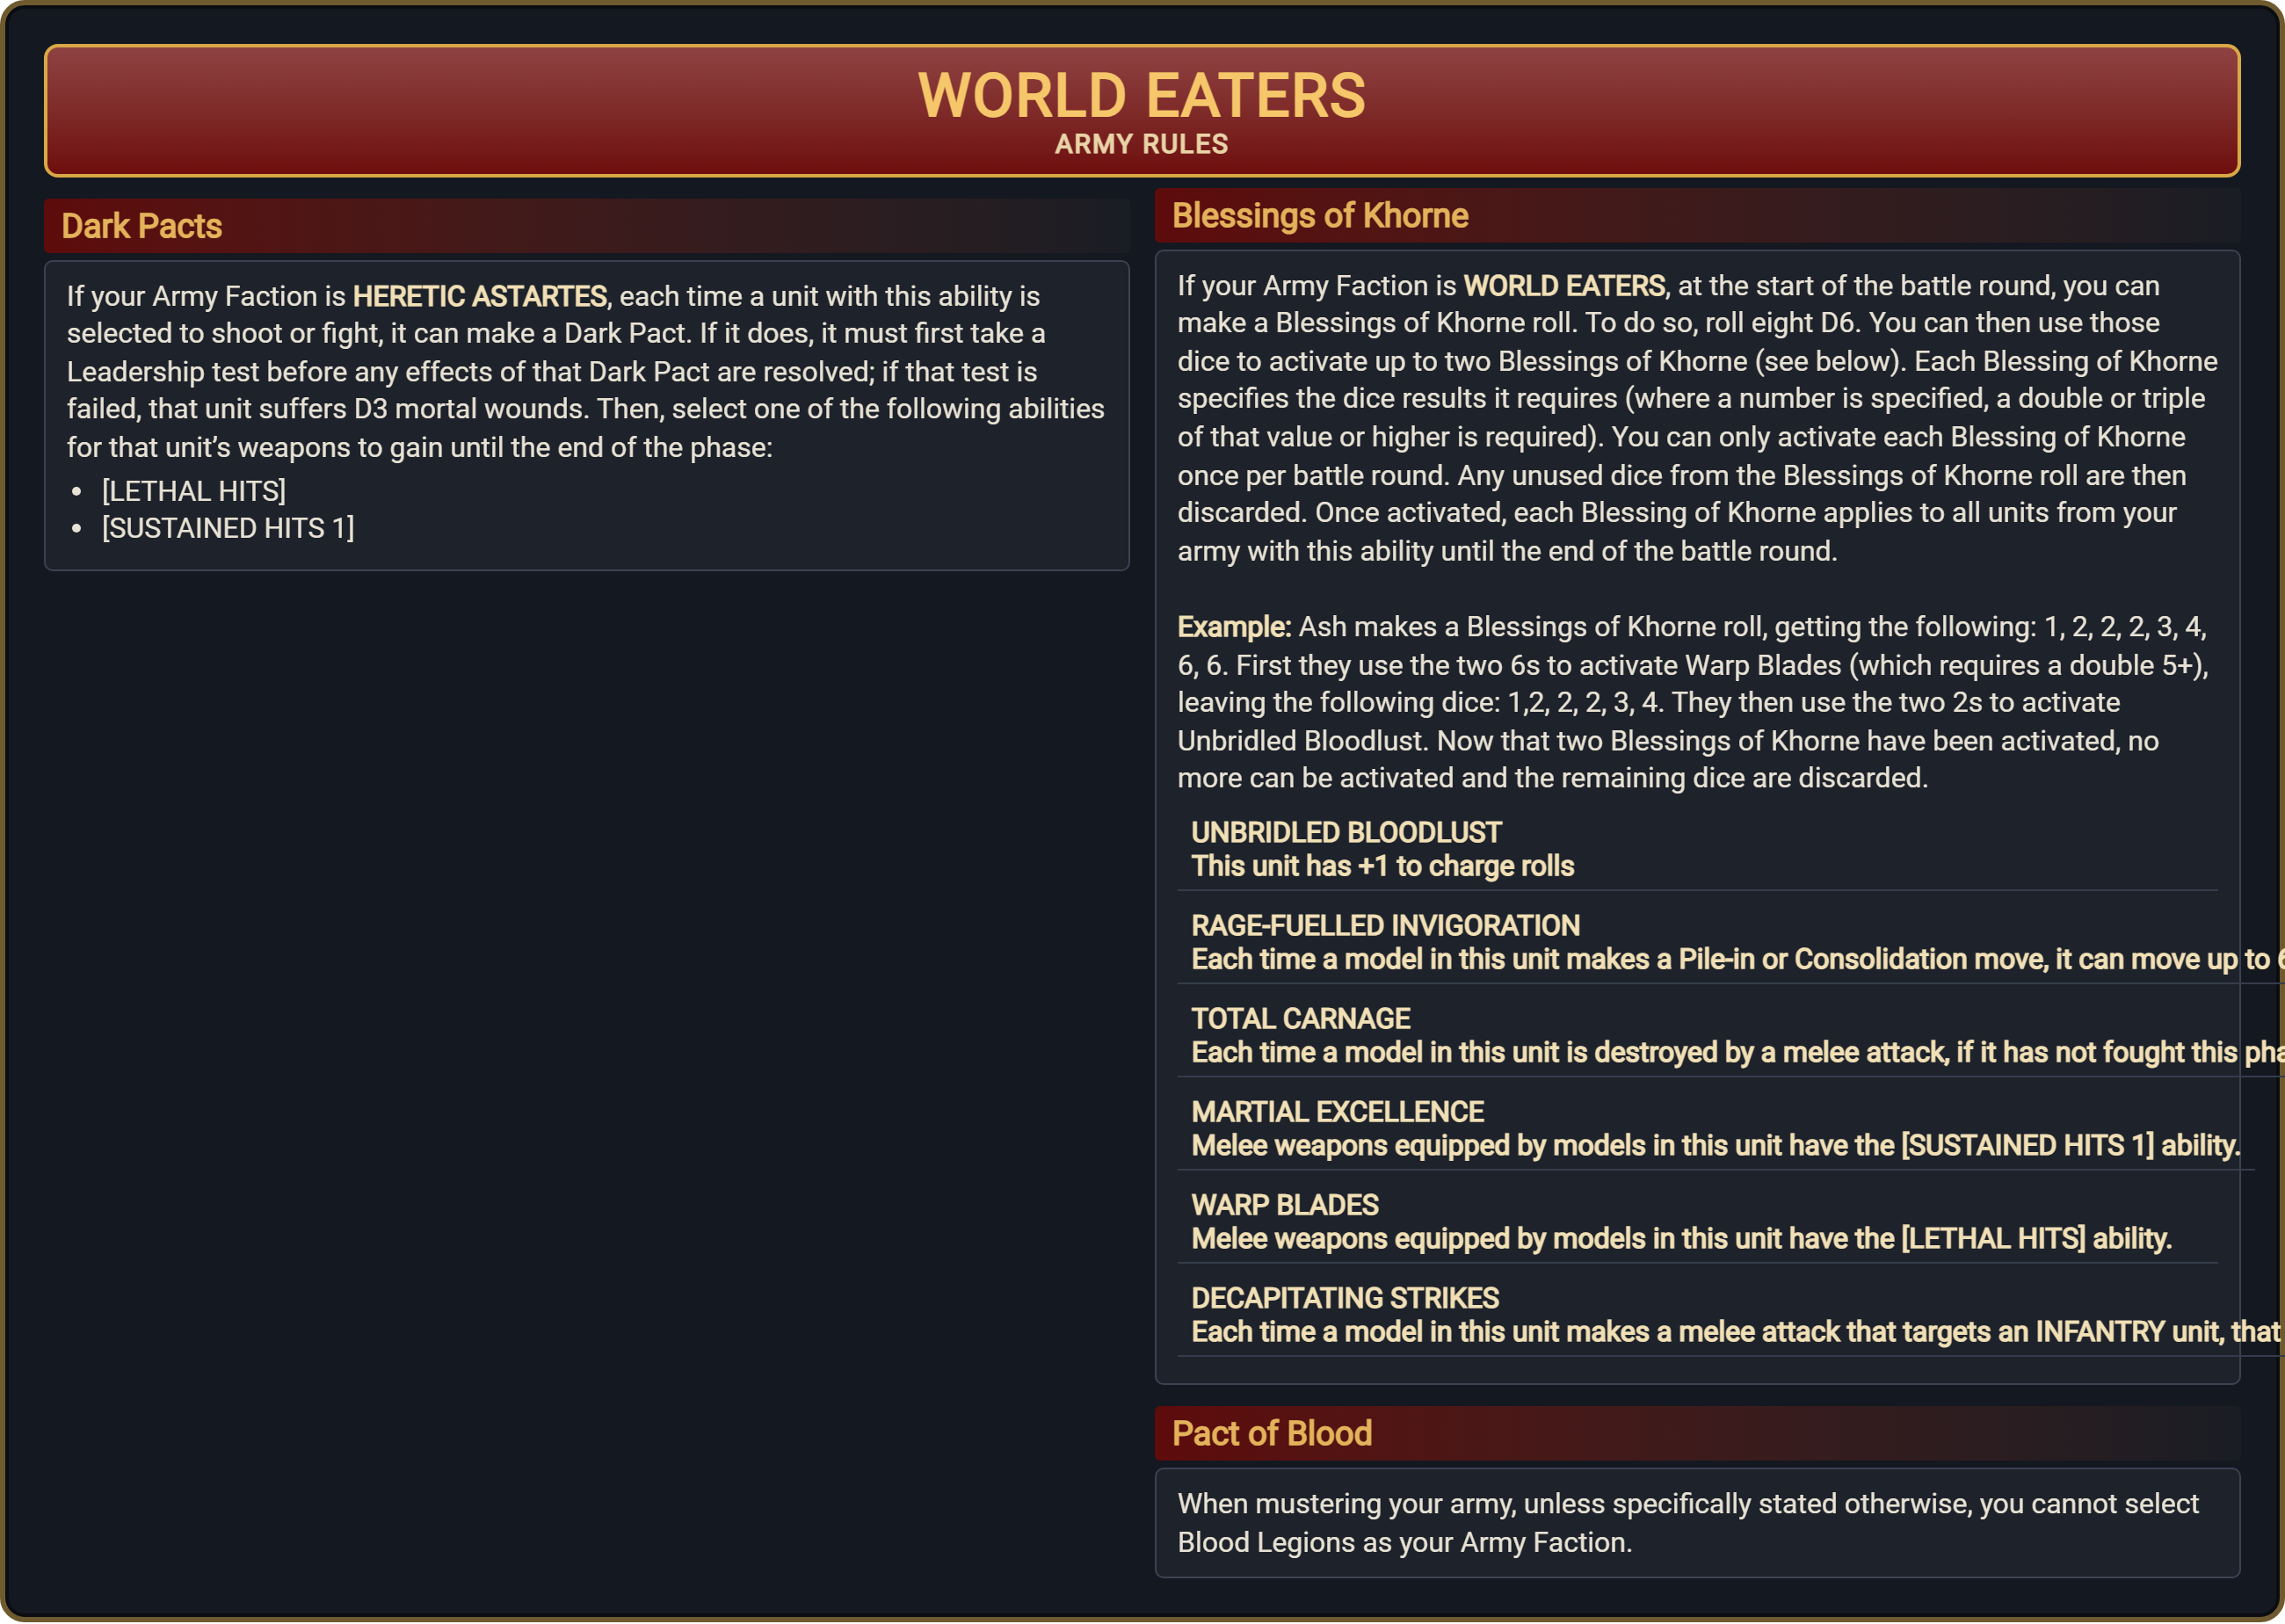 WORLD EATERS
ARMY RULES
Dark Pacts
If your Army Faction is HERETIC ASTARTES, each time a unit with this ability is
selected to shoot or fight, it can make a Dark Pact. If it does, it must first take a
Leadership test before any effects of that Dark Pact are resolved; if that test is
failed, that unit suffers D3 mortal wounds. Then, select one of the following abilities
for that unit’s weapons to gain until the end of the phase:
• [LETHAL HITS]
• [SUSTAINED HITS 1]
Blessings of Khorne
If your Army Faction is WORLD EATERS, at the start of the battle round, you can
make a Blessings of Khorne roll. To do so, roll eight D6. You can then use those
dice to activate up to two Blessings of Khorne (see below). Each Blessing of Khorne
specifies the dice results it requires (where a number is specified, a double or triple
of that value or higher is required). You can only activate each Blessing of Khorne
once per battle round. Any unused dice from the Blessings of Khorne roll are then
discarded. Once activated, each Blessing of Khorne applies to all units from your
army with this ability until the end of the battle round.
Example: Ash makes a Blessings of Khorne roll, getting the following: 1, 2, 2, 2, 3, 4,
6, 6. First they use the two 6s to activate Warp Blades (which requires a double 5+),
leaving the following dice: 1,2, 2, 2, 3, 4. They then use the two 2s to activate
Unbridled Bloodlust. Now that two Blessings of Khorne have been activated, no
more can be activated and the remaining dice are discarded.
UNBRIDLED BLOODLUST
This unit has +1 to charge rolls
RAGE-FUELLED INVIGORATION
Each time a model in this unit makes a Pile-in or Consolidation move, it can move up to
TOTAL CARNAGE
Each time a model in this unit is destroyed by a melee attack, if it has not fought this
MARTIAL EXCELLENCE
Melee weapons equipped by models in this unit have the [SUSTAINED HITS 1] ability.
WARP BLADES
Melee weapons equipped by models in this unit have the [LETHAL HITS] ability.
DECAPITATING STRIKES
Each time a model in this unit makes a melee attack that targets an INFANTRY unit, that
Pact of Blood
When mustering your army, unless specifically stated otherwise, you cannot select
Blood Legions as your Army Faction.